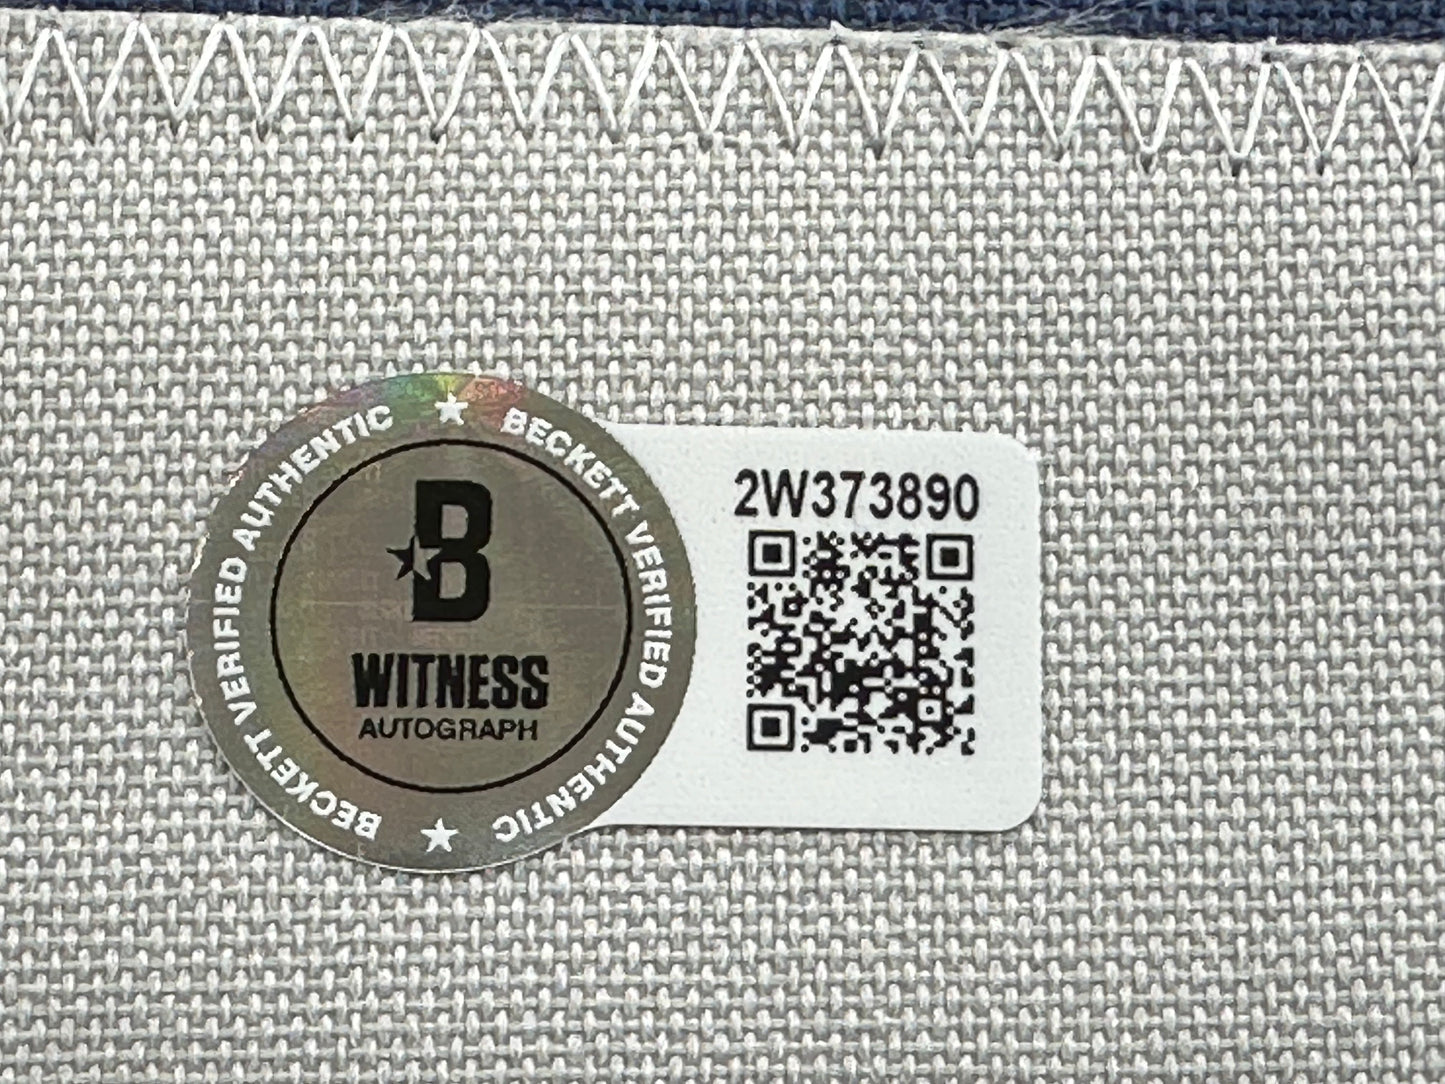 BECKETT VERIFIED AUTHENTIC ★ BECKETT VERIFIED AUTHENTIC ★
B
WITNESS
AUTOGRAPH
2W373890